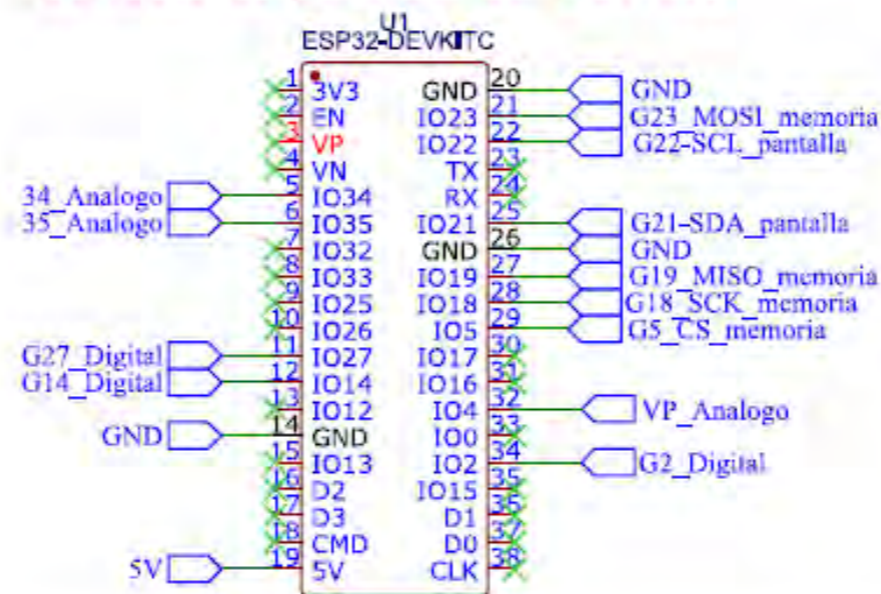 U1
ESP32-DEVKITC
1 3V3 GND 20 GND
2 EN IO23 21 G23_MOSI_memoria
3 VP IO22 22 G22-SCL_pantalla
4 VN TX 23
34_Analogo 5 IO34 RX 24
35_Analogo 6 IO35 IO21 25 G21-SDA_pantalla
7 IO32 GND 26 GND
8 IO33 IO19 27 G19_MISO_memoria
9 IO25 IO18 28 G18_SCK_memoria
10 IO26 IO5 29 G5_CS_memoria
G27_Digital 11 IO27 IO17 30
G14_Digital 12 IO14 IO16 31
13 IO12 IO4 32 VP_Analogo
GND 14 GND IO0 33
15 IO13 IO2 34 G2_Digital
16 D2 IO15 35
17 D3 D1 36
18 CMD D0 37
5V 19 5V CLK 38